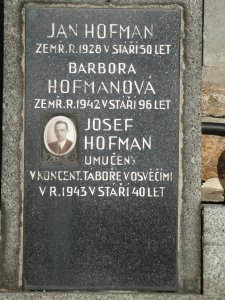 JAN HOFMAN
ZEMŘ. R. 1928 V STÁŘÍ 50 LET
BARBORA
HOFMANOVÁ
ZEMŘ. R. 1942 V STÁŘÍ 96 LET
JOSEF
HOFMAN
UMUČENÝ
V KONCENT. TÁBOŘE V OSVĚČIMI
V R. 1943 V STÁŘÍ 40 LET